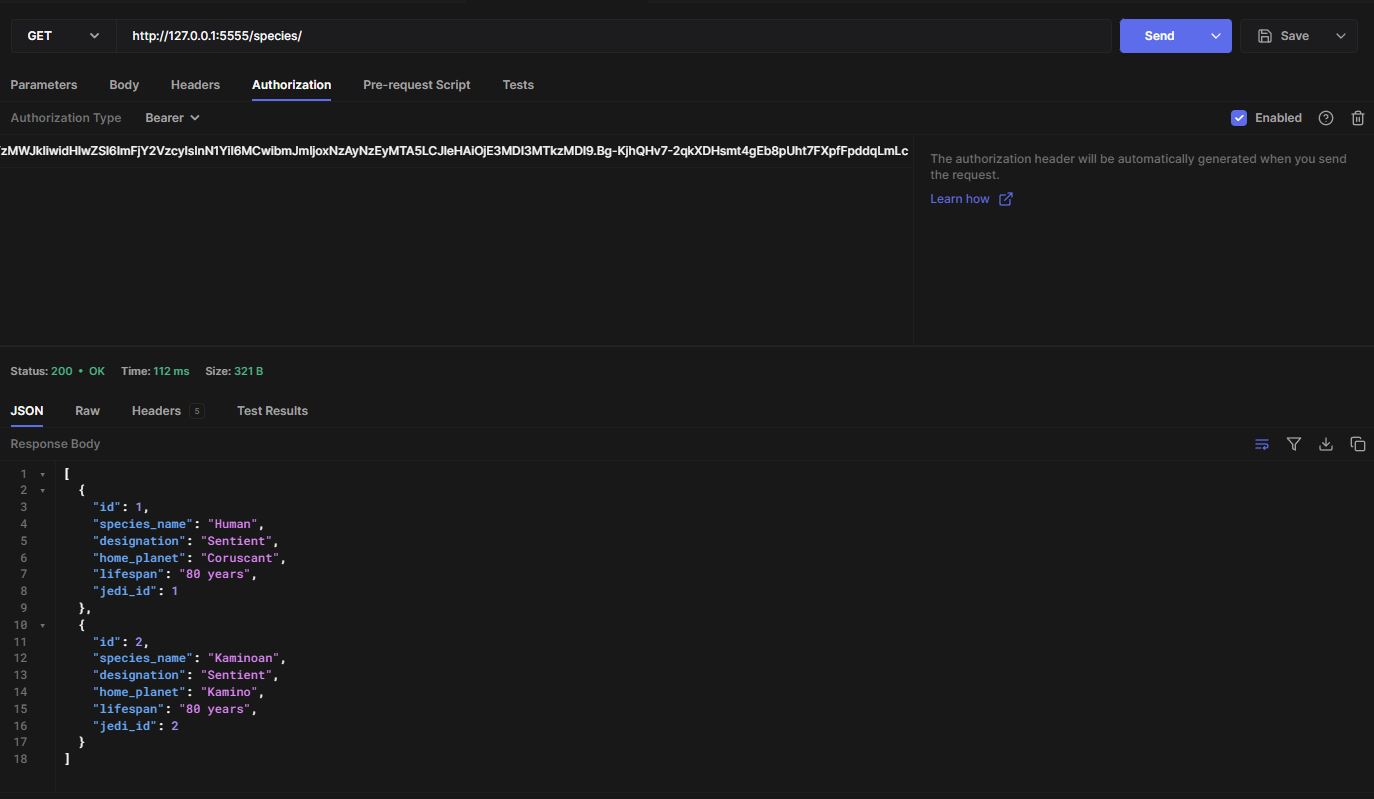 GET http://127.0.0.1:5555/species/ Send Save
Parameters Body Headers Authorization Pre-request Script Tests
Authorization Type Bearer Enabled
The authorization header will be automatically generated when you send
the request.
Learn how
Status: 200 • OK Time: 112 ms Size: 321 B
JSON Raw Headers 5 Test Results
Response Body
1 [
2 {
3 "id": 1,
4 "species_name": "Human",
5 "designation": "Sentient",
6 "home_planet": "Coruscant",
7 "lifespan": "80 years",
8 "jedi_id": 1
9 },
10 {
11 "id": 2,
12 "species_name": "Kaminoan",
13 "designation": "Sentient",
14 "home_planet": "Kamino",
15 "lifespan": "80 years",
16 "jedi_id": 2
17 }
18 ]